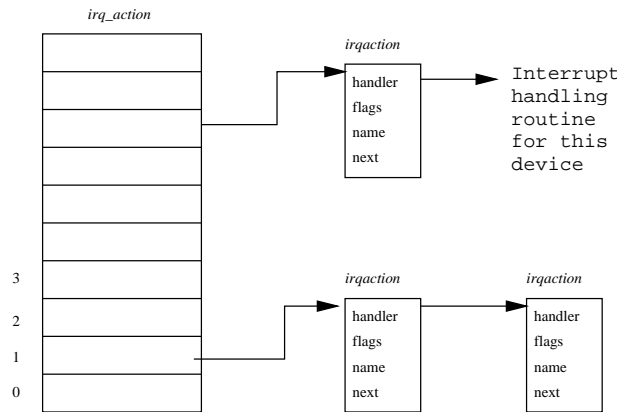 irq_action
irqaction
handler
flags
name
next
Interrupt
handling
routine
for this
device
3
2
1
0
irqaction
handler
flags
name
next
irqaction
handler
flags
name
next